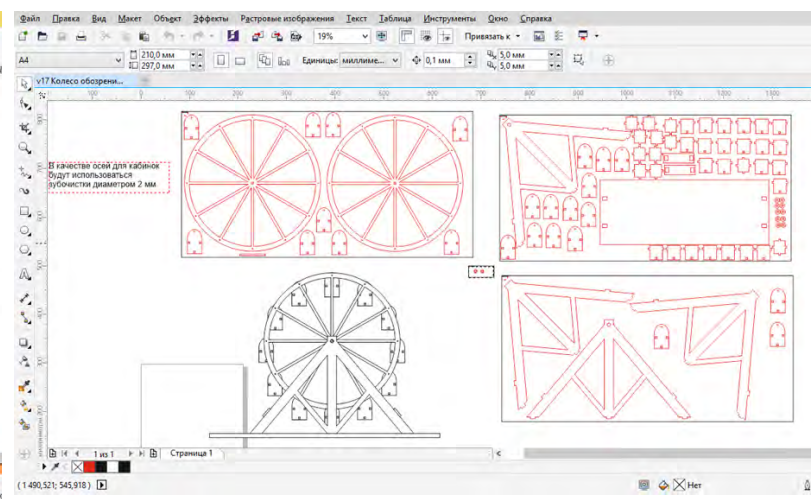 Файл Правка Вид Макет Объект Эффекты Растровые изображения Текст Таблица Инструменты Окно Справка
19% Привязать к
A4 210,0 мм 297,0 мм Единицы: миллиме... 0,1 мм 5,0 мм 5,0 мм
v17 Колесо обозрени...
В качестве осей для кабинок
будут использоваться
зубочистки диаметром 2 мм
1 из 1 Страница 1
( 1 490,521; 545,918 ) Нет